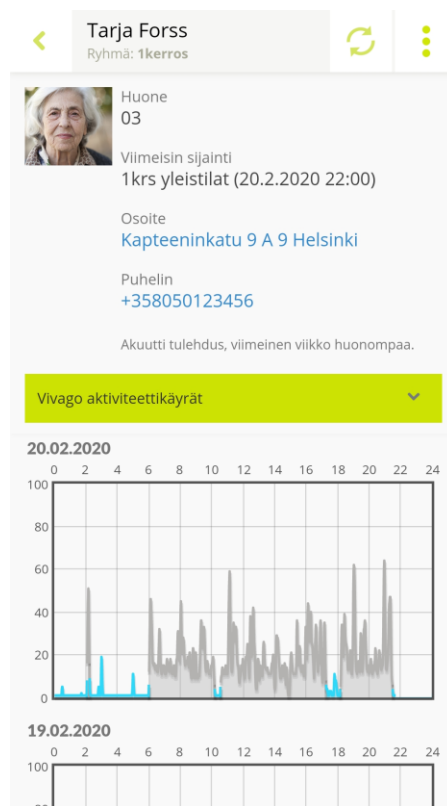 Tarja Forss
Ryhmä: 1kerros
Huone
03
Viimeisin sijainti
1krs yleistilat (20.2.2020 22:00)
Osoite
Kapteeninkatu 9 A 9 Helsinki
Puhelin
+358050123456
Akuutti tulehdus, viimeinen viikko huonompaa.
Vivago aktiviteettikäyrät
20.02.2020
0 2 4 6 8 10 12 14 16 18 20 22 24
100
80
60
40
20
0
19.02.2020
0 2 4 6 8 10 12 14 16 18 20 22 24
100